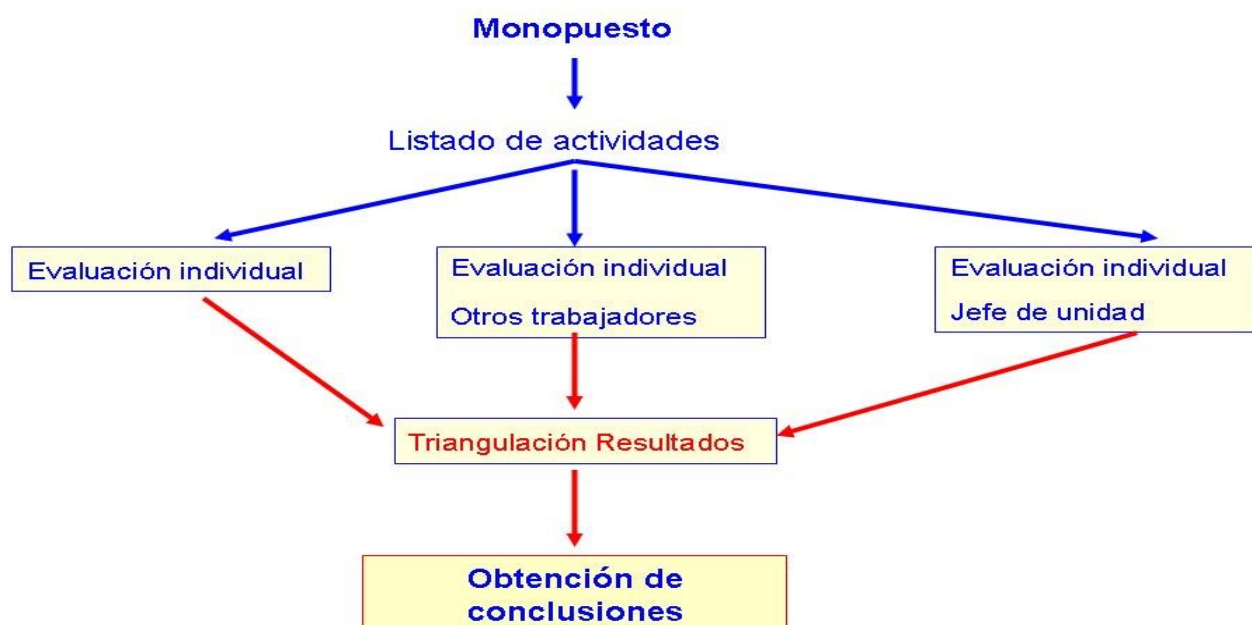 Monopuesto
Listado de actividades
Evaluación individual
Evaluación individual
Otros trabajadores
Evaluación individual
Jefe de unidad
Triangulación Resultados
Obtención de
conclusiones